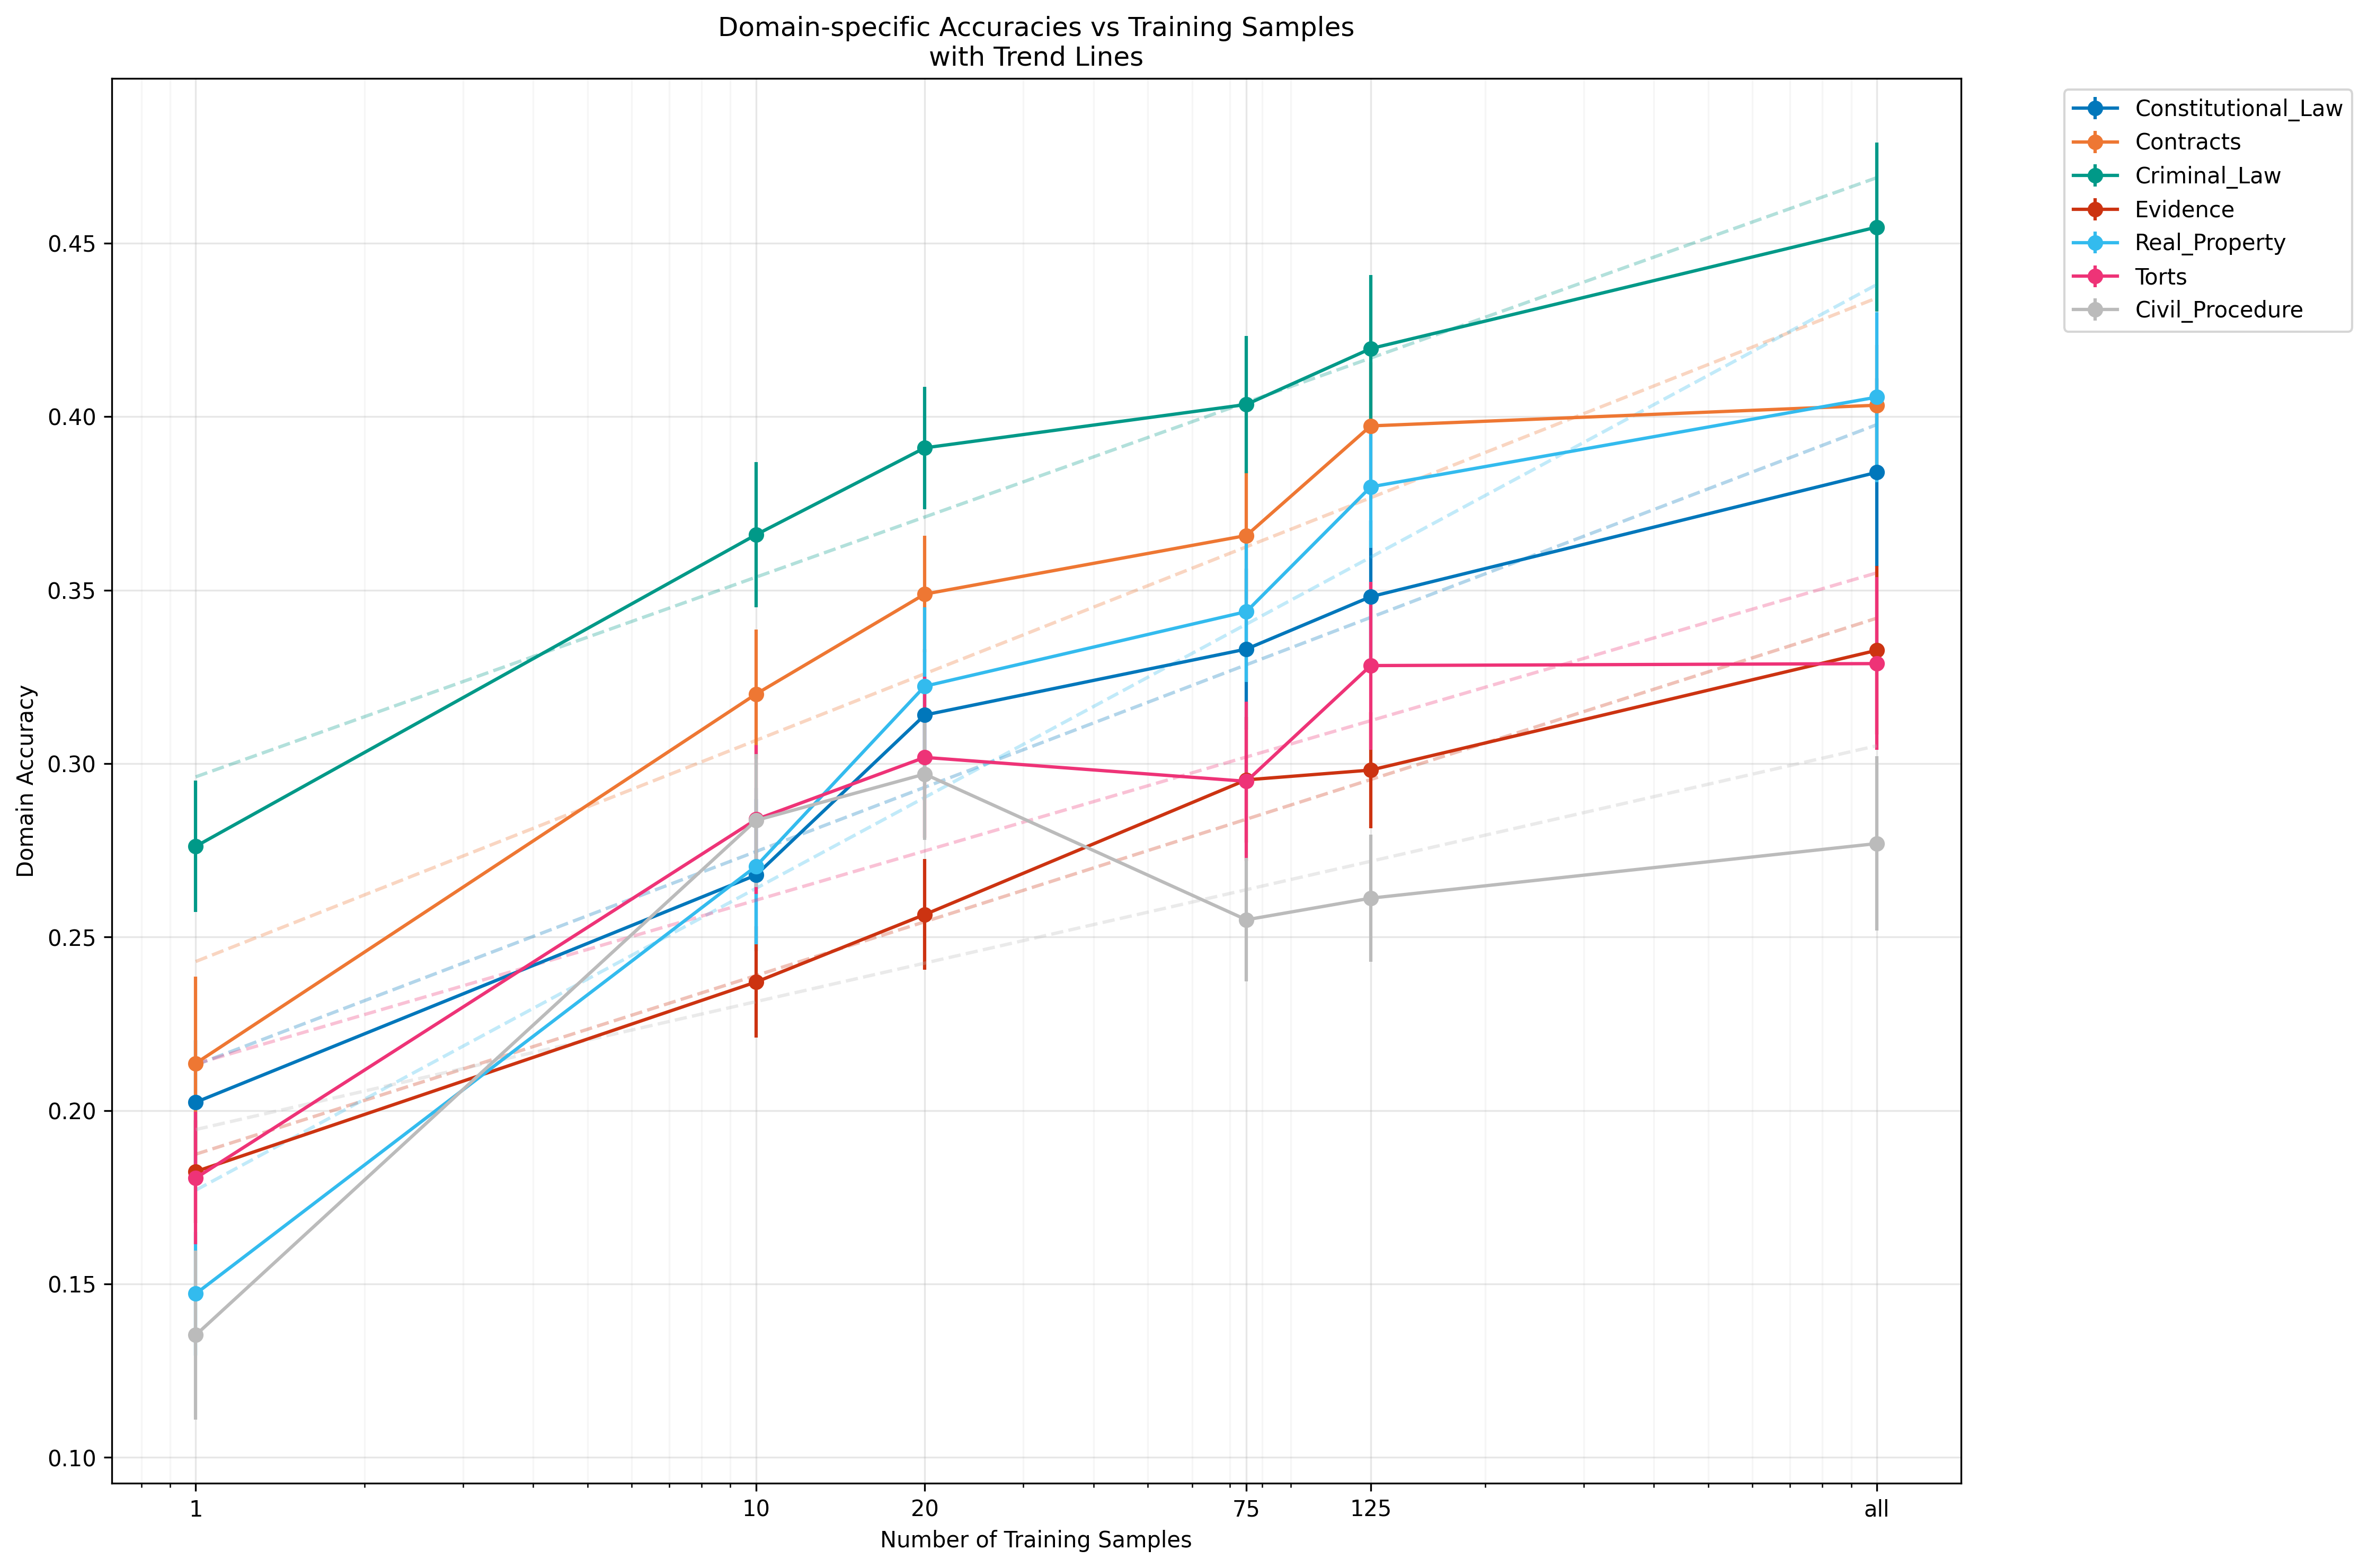 Domain-specific Accuracies vs Training Samples
with Trend Lines
Constitutional_Law
Contracts
Criminal_Law
Evidence
Real_Property
Torts
Civil_Procedure
Domain Accuracy
0.45
0.40
0.35
0.30
0.25
0.20
0.15
0.10
1
10
20
75
125
all
Number of Training Samples